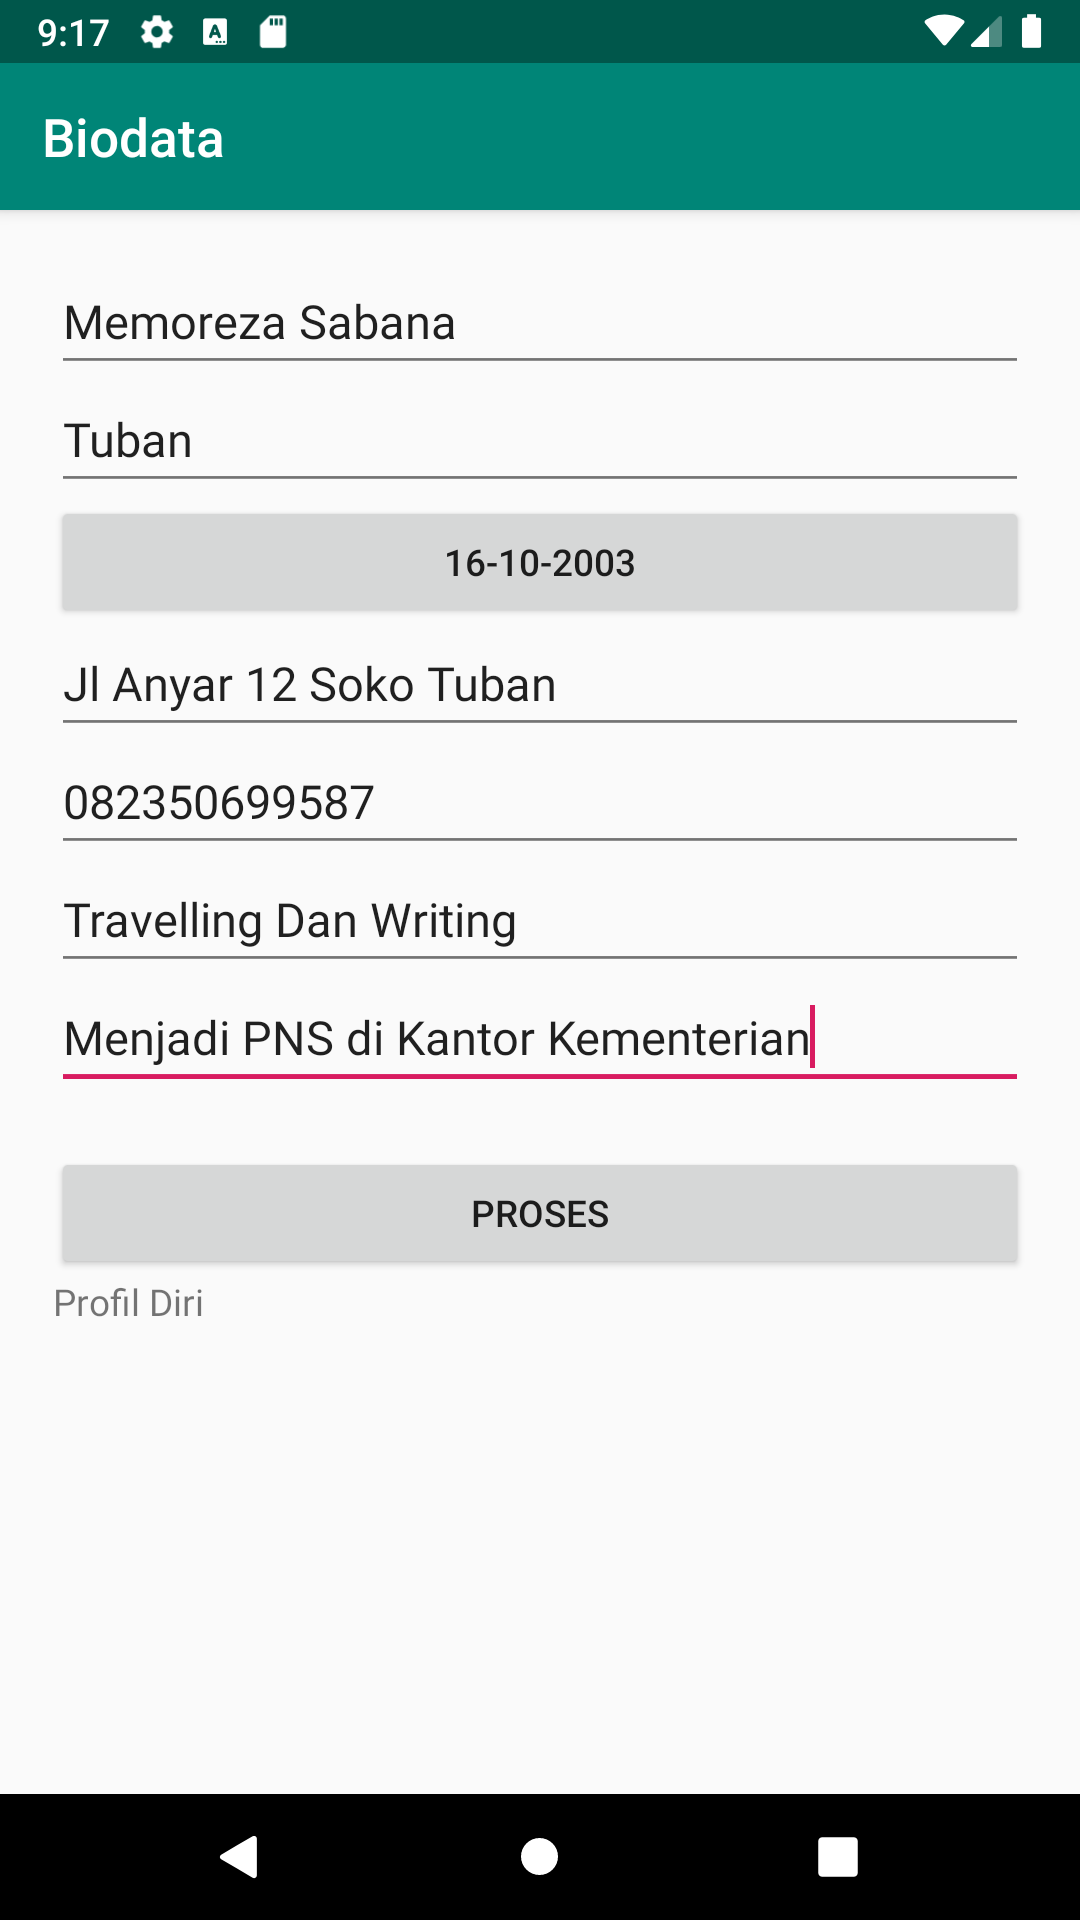 9:17
Biodata
Memoreza Sabana
Tuban
16-10-2003
Jl Anyar 12 Soko Tuban
082350699587
Travelling Dan Writing
Menjadi PNS di Kantor Kementerian
PROSES
Profil Diri